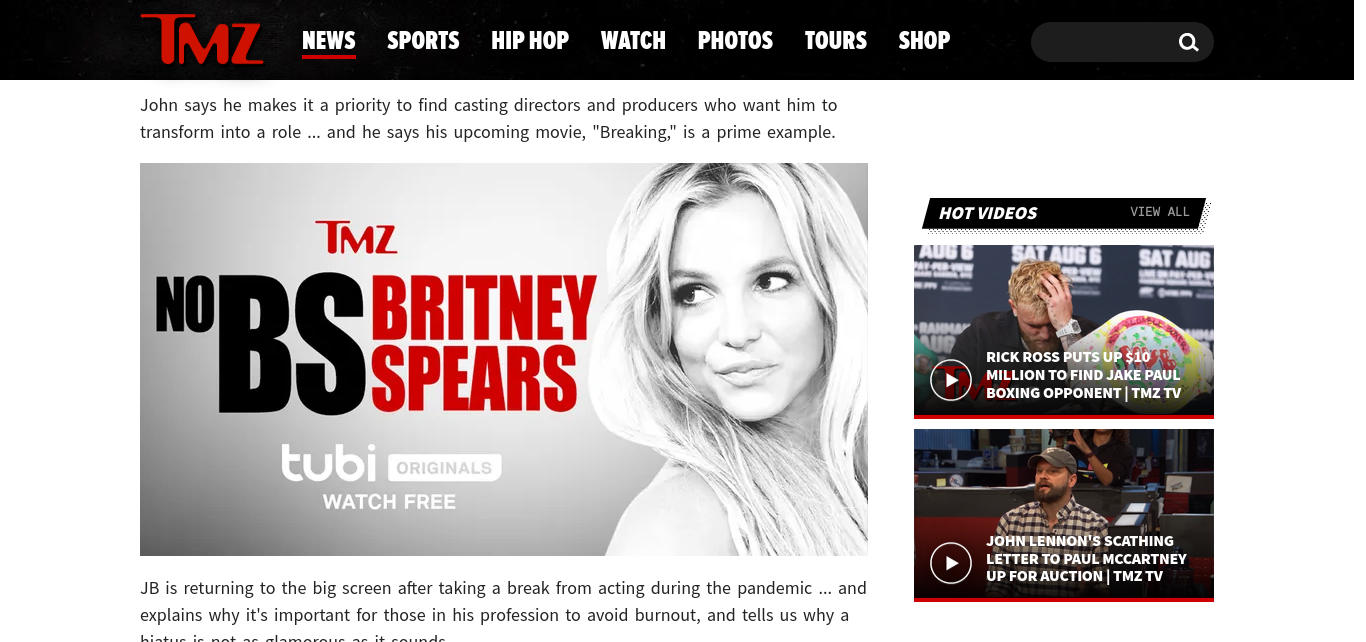 TMZ
NEWS SPORTS HIP HOP WATCH PHOTOS TOURS SHOP
John says he makes it a priority to find casting directors and producers who want him to
transform into a role ... and he says his upcoming movie, "Breaking," is a prime example.
TMZ
NO BS BRITNEY
SPEARS
tubi ORIGINALS
WATCH FREE
JB is returning to the big screen after taking a break from acting during the pandemic ... and
explains why it's important for those in his profession to avoid burnout, and tells us why a
hiatus is not as glamorous as it sounds
HOT VIDEOS VIEW ALL
AUG 6 SAT AUG 6 SAT AUG
RICK ROSS PUTS UP $10
MILLION TO FIND JAKE PAUL
BOXING OPPONENT | TMZ TV
JOHN LENNON'S SCATHING
LETTER TO PAUL MCCARTNEY
UP FOR AUCTION | TMZ TV